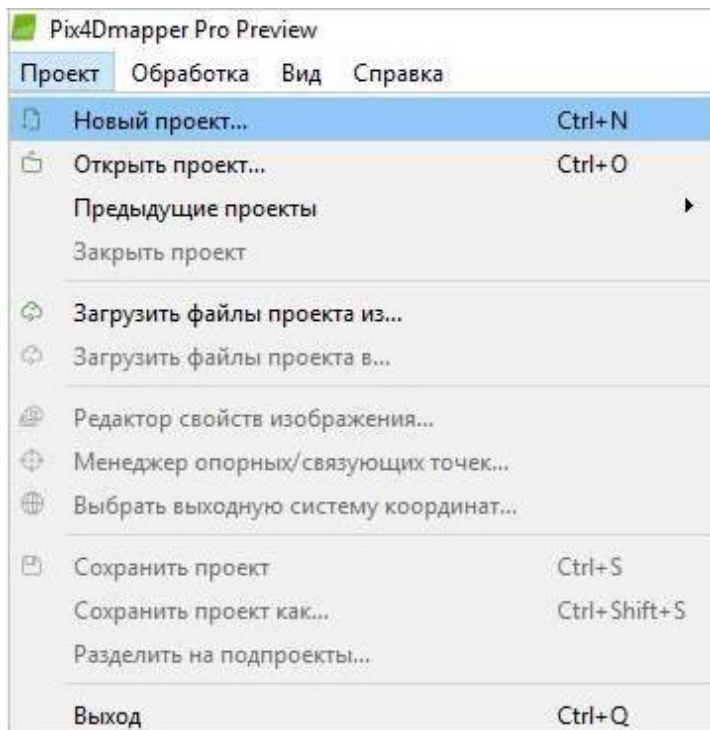 Pix4Dmapper Pro Preview
Проект Обработка Вид Справка
Новый проект... Ctrl+N
Открыть проект... Ctrl+O
Предыдущие проекты
Закрыть проект
Загрузить файлы проекта из...
Загрузить файлы проекта в...
Редактор свойств изображения...
Менеджер опорных/связующих точек...
Выбрать выходную систему координат...
Сохранить проект Ctrl+S
Сохранить проект как... Ctrl+Shift+S
Разделить на подпроекты...
Выход Ctrl+Q